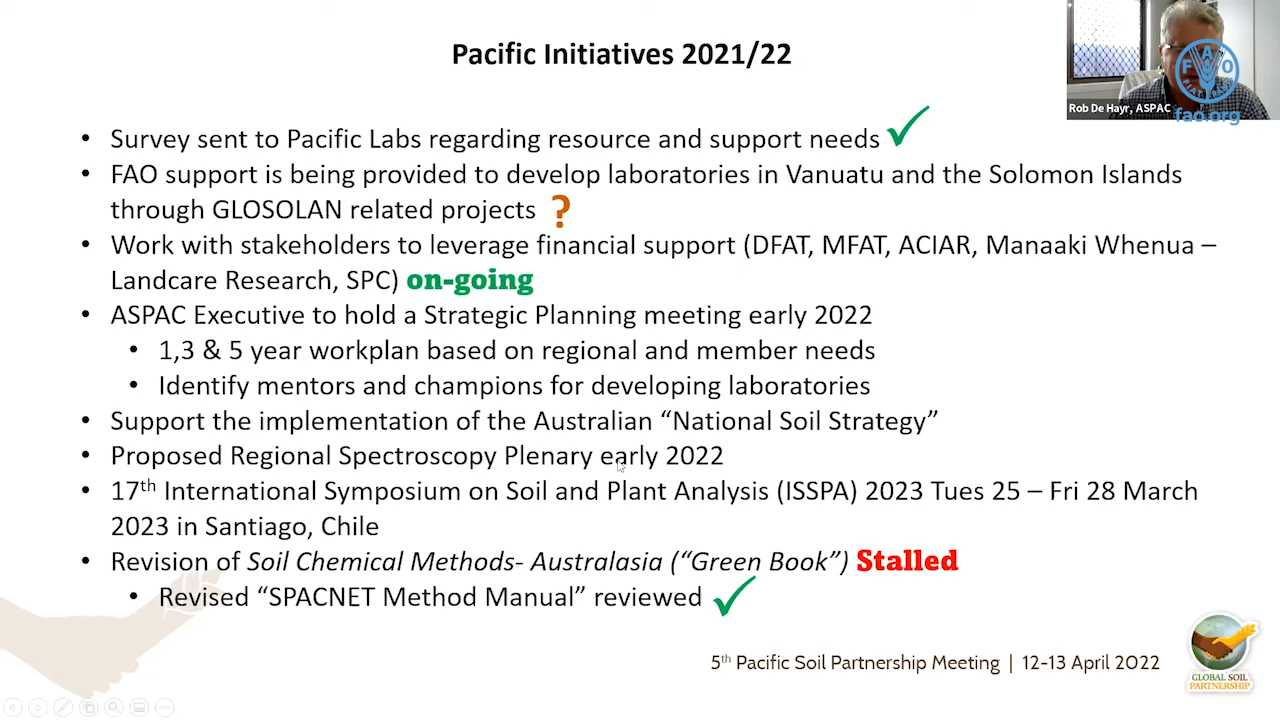 Pacific Initiatives 2021/22
Rob De Hayr, ASPAC
F A O
FIAT PANIS
fao.org
• Survey sent to Pacific Labs regarding resource and support needs ✓
• FAO support is being provided to develop laboratories in Vanuatu and the Solomon Islands
through GLOSOLAN related projects ?
• Work with stakeholders to leverage financial support (DFAT, MFAT, ACIAR, Manaaki Whenua –
Landcare Research, SPC) on-going
• ASPAC Executive to hold a Strategic Planning meeting early 2022
• 1,3 & 5 year workplan based on regional and member needs
• Identify mentors and champions for developing laboratories
• Support the implementation of the Australian “National Soil Strategy”
• Proposed Regional Spectroscopy Plenary early 2022
• 17th International Symposium on Soil and Plant Analysis (ISSPA) 2023 Tues 25 – Fri 28 March
2023 in Santiago, Chile
• Revision of Soil Chemical Methods- Australasia (“Green Book”) Stalled
• Revised “SPACNET Method Manual” reviewed ✓
5th Pacific Soil Partnership Meeting | 12-13 April 2022
GLOBAL SOIL
PARTNERSHIP